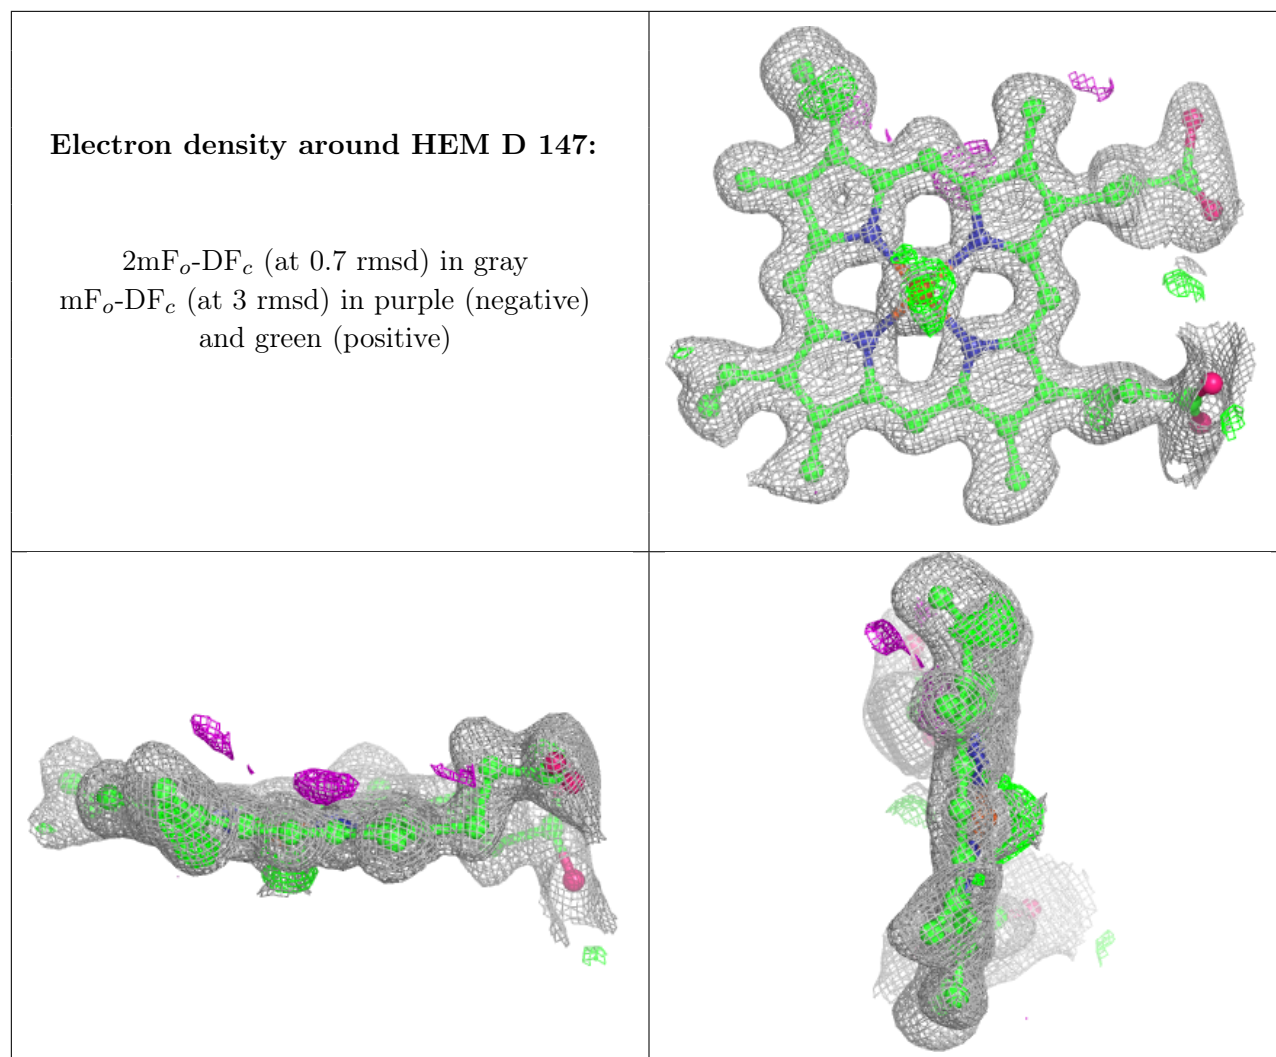 Electron density around HEM D 147:
2mFo-DFc (at 0.7 rmsd) in gray
mFo-DFc (at 3 rmsd) in purple (negative)
and green (positive)